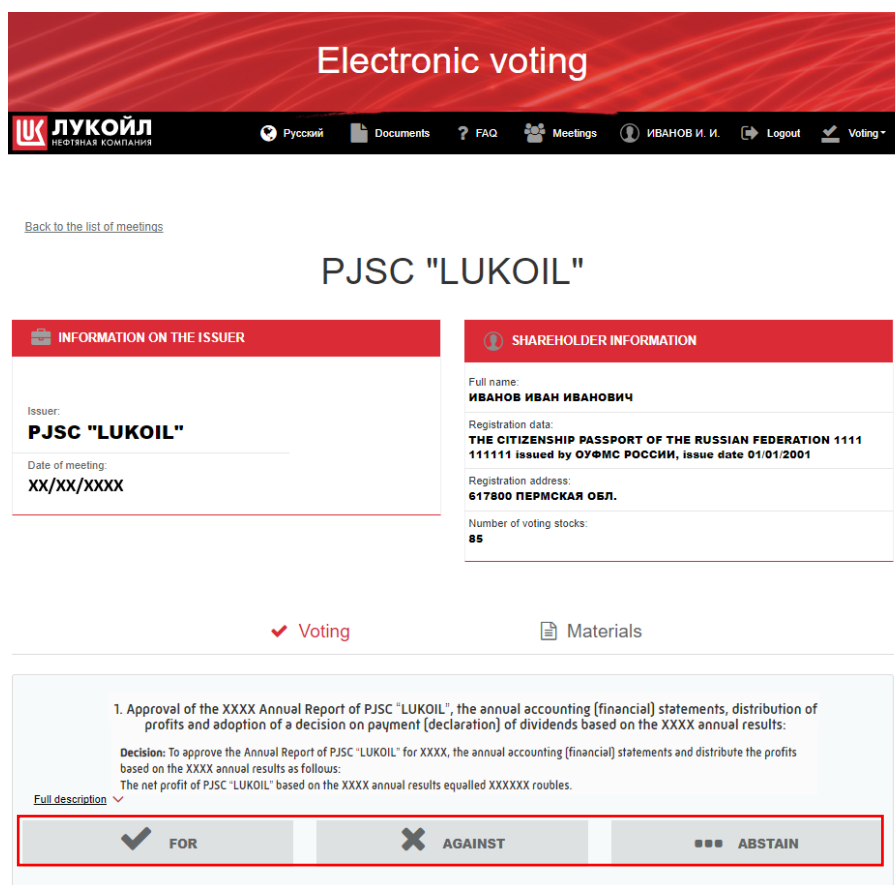 Electronic voting
ЛУКОЙЛ
НЕФТЯНАЯ КОМПАНИЯ
Русский Documents ? FAQ Meetings ИВАНОВ И. И. Logout Voting
Back to the list of meetings
PJSC "LUKOIL"
INFORMATION ON THE ISSUER
Issuer:
PJSC "LUKOIL"
Date of meeting:
XX/XX/XXXX
SHAREHOLDER INFORMATION
Full name:
ИВАНОВ ИВАН ИВАНОВИЧ
Registration data:
THE CITIZENSHIP PASSPORT OF THE RUSSIAN FEDERATION 1111
111111 issued by ОУФМС РОССИИ, issue date 01/01/2001
Registration address:
617800 ПЕРМСКАЯ ОБЛ.
Number of voting stocks:
85
Voting
Materials
1. Approval of the XXXX Annual Report of PJSC "LUKOIL", the annual accounting (financial) statements, distribution of
profits and adoption of a decision on payment (declaration) of dividends based on the XXXX annual results:
Decision: To approve the Annual Report of PJSC "LUKOIL" for XXXX, the annual accounting (financial) statements and distribute the profits
based on the XXXX annual results as follows:
The net profit of PJSC "LUKOIL" based on the XXXX annual results equalled XXXXXX roubles.
Full description
FOR
AGAINST
ABSTAIN